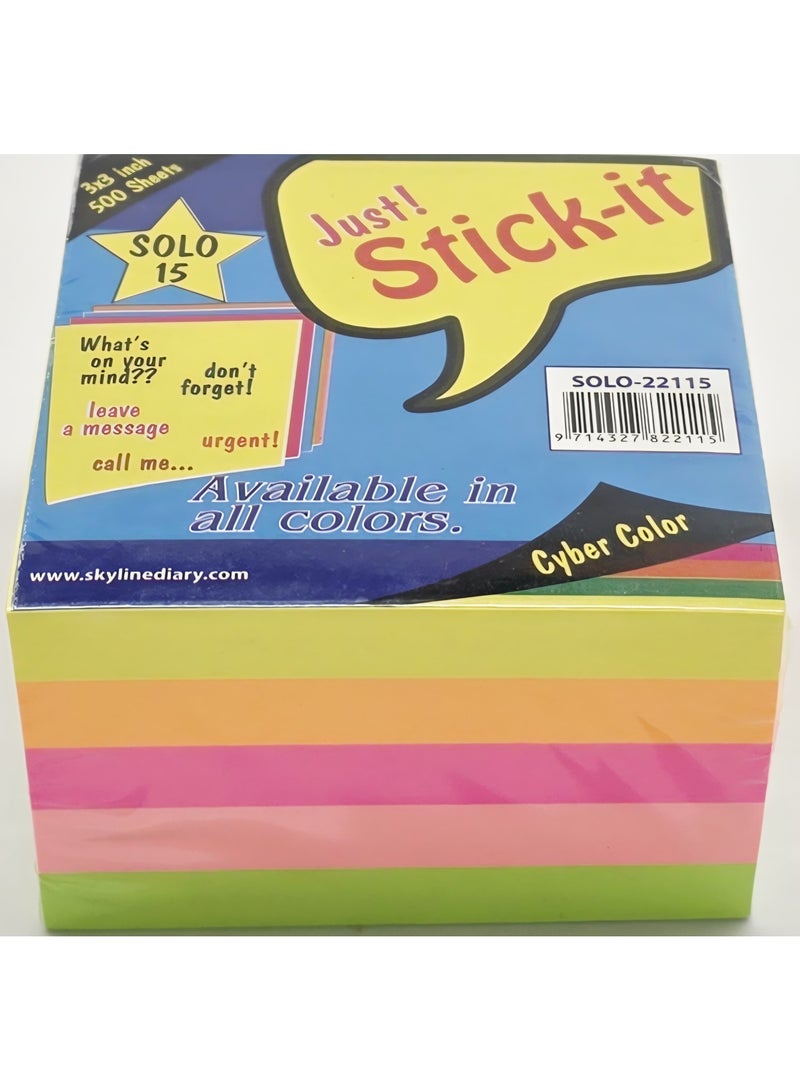 3x3 inch
500 Sheets
SOLO
15
Just!
Stick-it
What's
on your
mind??
don't
forget!
leave
a message
urgent!
call me...
SOLO-22115
9 714327 822115
Available in
all colors.
Cyber Color
www.skylinediary.com